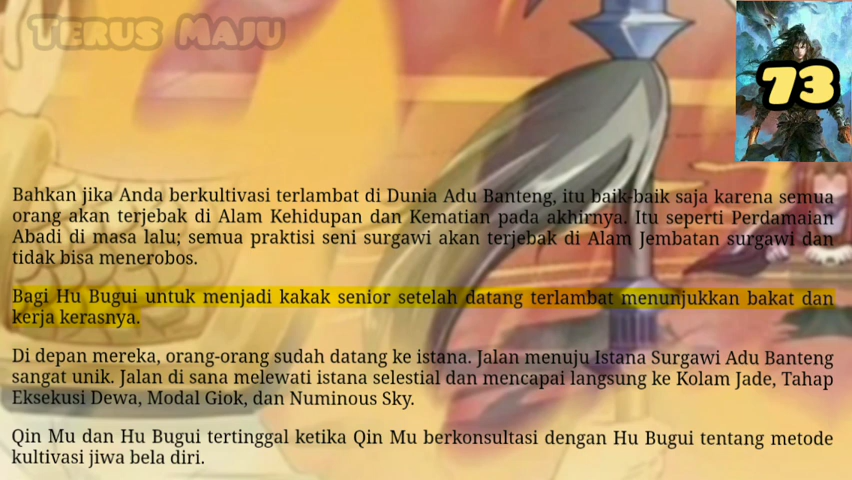 Terus Maju
73
Bahkan jika Anda berkultivasi terlambat di Dunia Adu Banteng, itu baik-baik saja karena semua
orang akan terjebak di Alam Kehidupan dan Kematian pada akhirnya. Itu seperti Perdamaian
Abadi di masa lalu; semua praktisi seni surgawi akan terjebak di Alam Jembatan surgawi dan
tidak bisa menerobos.
Bagi Hu Bugui untuk menjadi kakak senior setelah datang terlambat menunjukkan bakat dan
kerja kerasnya.
Di depan mereka, orang-orang sudah datang ke istana. Jalan menuju Istana Surgawi Adu Banteng
sangat unik. Jalan di sana melewati istana selestial dan mencapai langsung ke Kolam Jade, Tahap
Eksekusi Dewa, Modal Giok, dan Numinous Sky.
Qin Mu dan Hu Bugui tertinggal ketika Qin Mu berkonsultasi dengan Hu Bugui tentang metode
kultivasi jiwa bela diri.